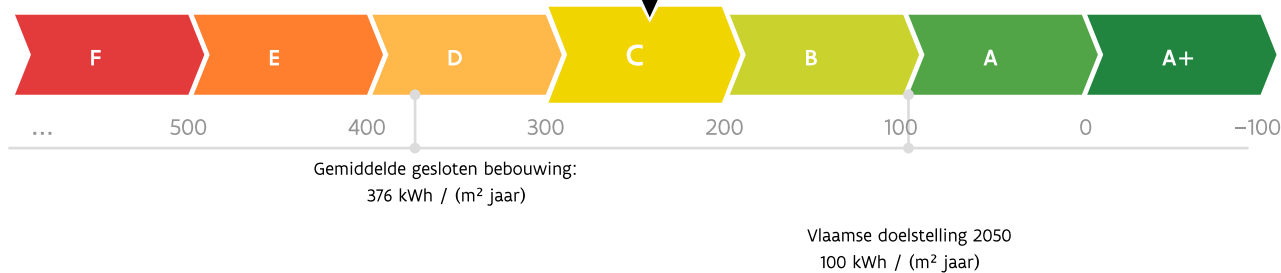 F E D C B A A+
... 500 400 300 200 100 0 −100
Gemiddelde gesloten bebouwing:
376 kWh / (m² jaar)
Vlaamse doelstelling 2050
100 kWh / (m² jaar)